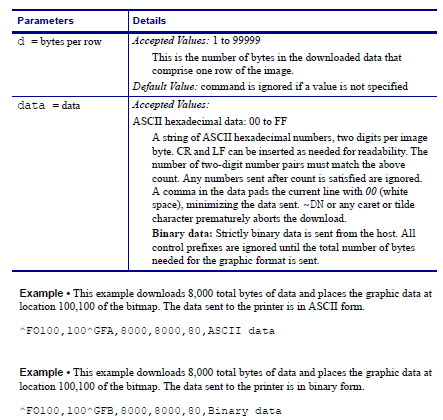 Parameters Details
d = bytes per row Accepted Values: 1 to 99999
This is the number of bytes in the downloaded data that
comprise one row of the image.
Default Value: command is ignored if a value is not specified
data = data Accepted Values:
ASCII hexadecimal data: 00 to FF
A string of ASCII hexadecimal numbers, two digits per image
byte. CR and LF can be inserted as needed for readability. The
number of two-digit number pairs must match the above
count. Any numbers sent after count is satisfied are ignored.
A comma in the data pads the current line with 00 (white
space), minimizing the data sent. ~DN or any caret or tilde
character prematurely aborts the download.
Binary data: Strictly binary data is sent from the host. All
control prefixes are ignored until the total number of bytes
needed for the graphic format is sent.
Example • This example downloads 8,000 total bytes of data and places the graphic data at
location 100,100 of the bitmap. The data sent to the printer is in ASCII form.
^FO100,100^GFA,8000,8000,80,ASCII data
Example • This example downloads 8,000 total bytes of data and places the graphic data at
location 100,100 of the bitmap. The data sent to the printer is in binary form.
^FO100,100^GFB,8000,8000,80,Binary data